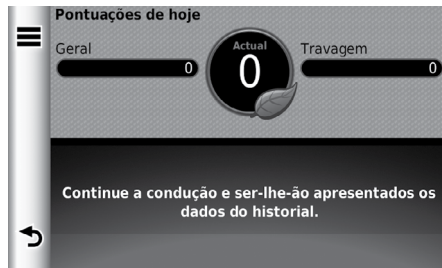 Pontuações de hoje
Geral
0
Actual
0
Travagem
0
Continue a condução e ser-lhe-ão apresentados os
dados do historial.